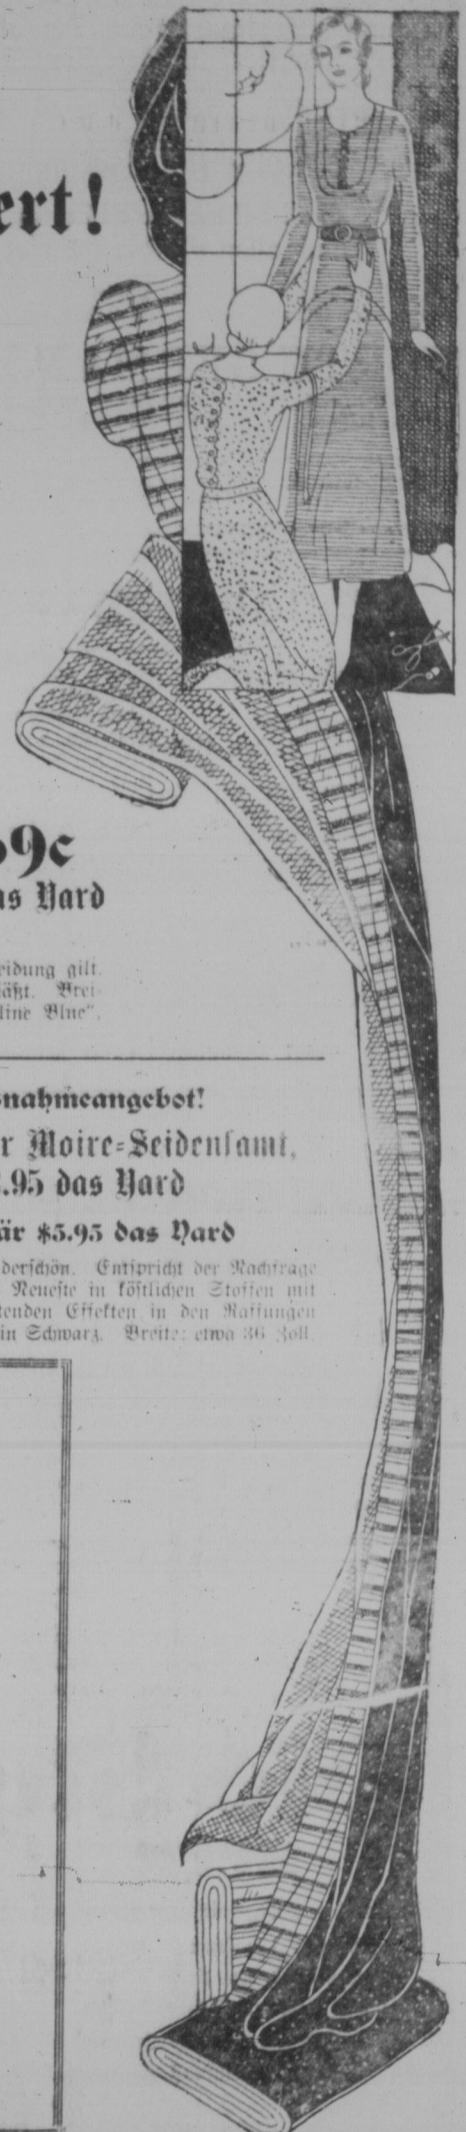 ert!
9c
as Yard
eidung gilt.
äßt. Brei-
line Blue",
snahmeangebot!
r Moire-Seidensamt,
.95 das Yard
är $5.95 das Yard
derschön. Entspricht der Nachfrage
Neueste in köstlichen Stoffen mit
tenden Effekten in den Raffungen
in Schwarz. Breite: etwa 36 Zoll.